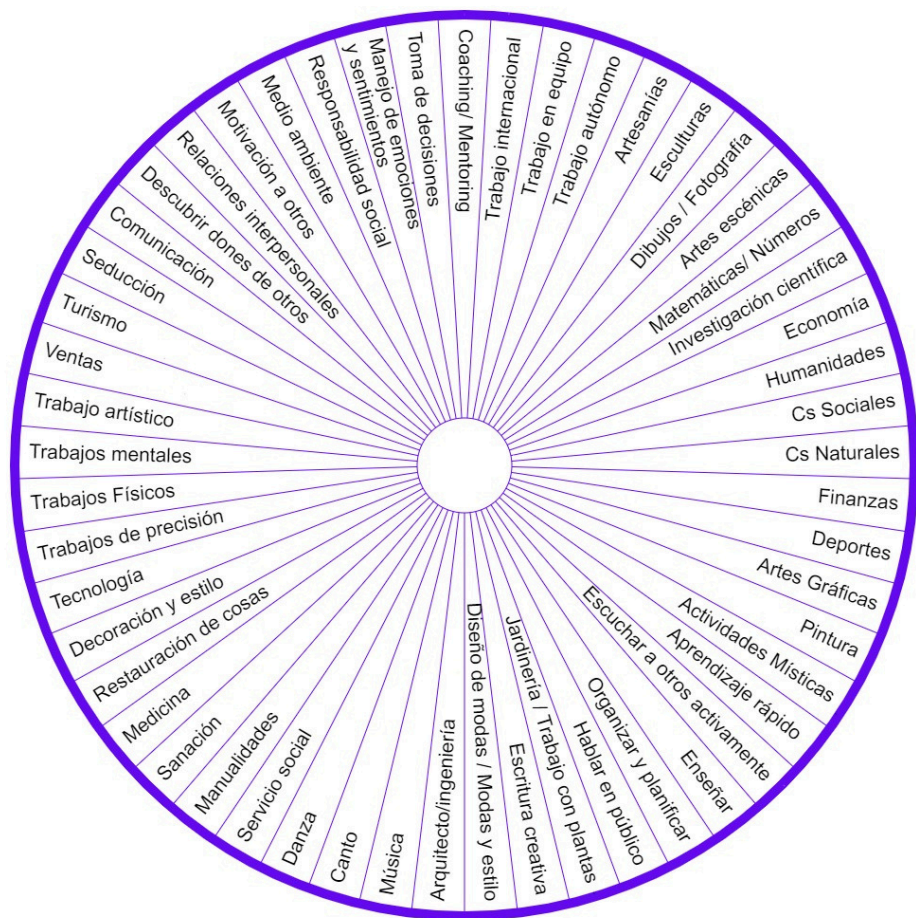 Coaching/ Mentoring
Trabajo internacional
Trabajo en equipo
Trabajo autónomo
Artesanías
Esculturas
Dibujos / Fotografía
Artes escénicas
Matemáticas/ Números
Investigación científica
Economía
Humanidades
Cs Sociales
Cs Naturales
Finanzas
Deportes
Artes Gráficas
Pintura
Actividades Místicas
Aprendizaje rápido
Escuchar a otros activamente
Enseñar
Organizar y planificar
Hablar en público
Jardinería / Trabajo con plantas
Escritura creativa
Diseño de modas / Modas y estilo
Arquitecto/ingeniería
Música
Canto
Danza
Servicio social
Manualidades
Sanación
Medicina
Restauración de cosas
Decoración y estilo
Tecnología
Trabajos de precisión
Trabajos Físicos
Trabajos mentales
Trabajo artístico
Ventas
Turismo
Seducción
Comunicación
Descubrir dones de otros
Relaciones interpersonales
Motivación a otros
Medio ambiente
Responsabilidad social
Manejo de emociones
y sentimientos
Toma de decisiones